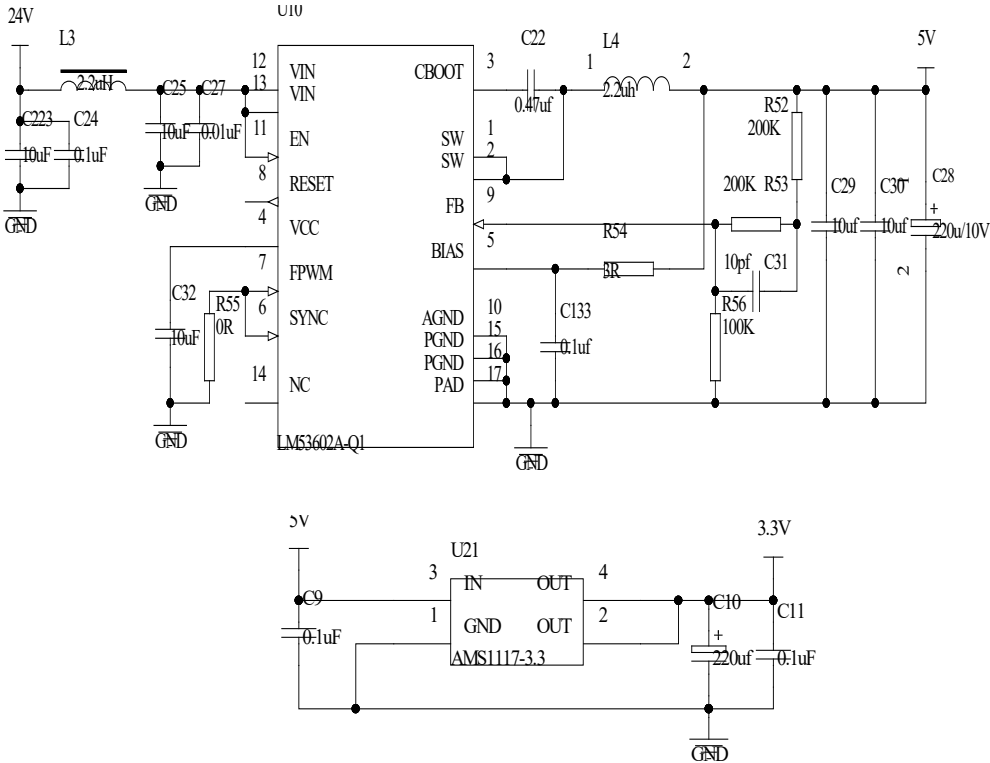 U10
24V
L3
2.2uH
C25
C27
10uF
0.01uF
C223
C24
10uF
0.1uF
GND
GND
12
13
11
8
4
7
6
14
VIN
VIN
EN
RESET
VCC
FPWM
SYNC
NC
CBOOT
SW
SW
FB
BIAS
AGND
PGND
PGND
PAD
3
1
2
9
5
10
15
16
17
LM53602A-Q1
C32
10uF
R55
0R
GND
C22
0.47uf
L4
1
2
2.2uh
5V
R52
200K
200K
R53
R54
3R
10pf
C31
C133
0.1uf
R56
100K
C29
10uf
C30
10uf
1
C28
+
220u/10V
2
GND
5V
U21
3
IN
OUT
4
1
GND
OUT
2
AMS1117-3.3
C9
0.1uF
3.3V
C10
+
220uf
C11
0.1uF
GND